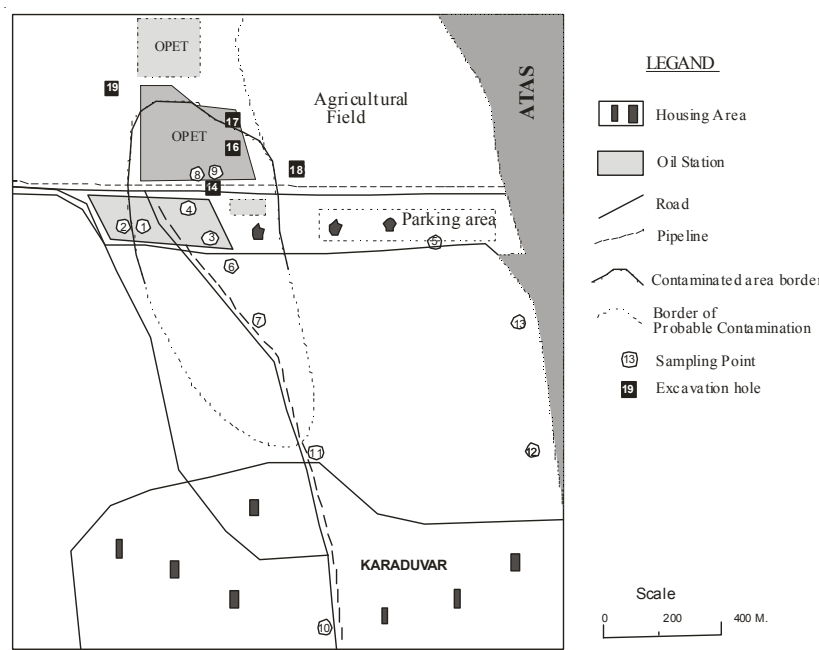 OPET
19
Agricultural
Field
ATAS
17
OPET
16
18
8
9
14
4
2
1
3
Parking area
5
6
7
13
11
12
KARADUVAR
10
LEGAND
Housing Area
Oil Station
Road
Pipeline
Contaminated area border
Border of
Probable Contamination
13 Sampling Point
19 Excavation hole
Scale
0 200 400 M.